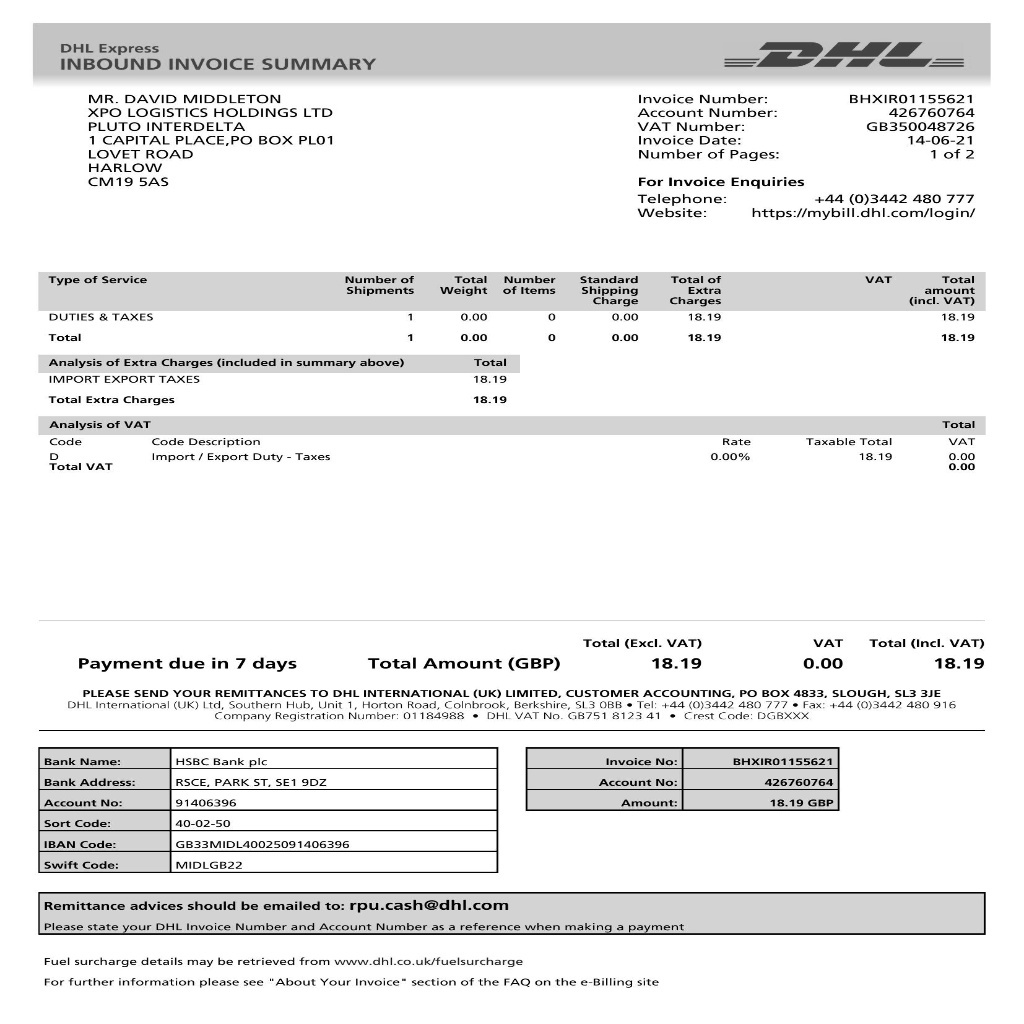 DHL Express
INBOUND INVOICE SUMMARY
DHL
MR. DAVID MIDDLETON
XPO LOGISTICS HOLDINGS LTD
PLUTO INTERDELTA
1 CAPITAL PLACE,PO BOX PL01
LOVET ROAD
HARLOW
CM19 5AS
Invoice Number: BHXIR01155621
Account Number: 426760764
VAT Number: GB350048726
Invoice Date: 14-06-21
Number of Pages: 1 of 2
For Invoice Enquiries
Telephone: +44 (0)3442 480 777
Website: https://mybill.dhl.com/login/
Type of Service Number of Shipments Total Weight Number of Items Standard Shipping Charge Total of Extra Charges VAT Total amount (incl. VAT)
DUTIES & TAXES 1 0.00 0 0.00 18.19 18.19
Total 1 0.00 0 0.00 18.19 18.19
Analysis of Extra Charges (included in summary above) Total
IMPORT EXPORT TAXES 18.19
Total Extra Charges 18.19
Analysis of VAT Total
Code Code Description Rate Taxable Total VAT
D Import / Export Duty - Taxes 0.00% 18.19 0.00
Total VAT 0.00
Total (Excl. VAT) VAT Total (Incl. VAT)
Payment due in 7 days Total Amount (GBP) 18.19 0.00 18.19
PLEASE SEND YOUR REMITTANCES TO DHL INTERNATIONAL (UK) LIMITED, CUSTOMER ACCOUNTING, PO BOX 4833, SLOUGH, SL3 3JE
DHL International (UK) Ltd, Southern Hub, Unit 1, Horton Road, Colnbrook, Berkshire, SL3 0BB • Tel: +44 (0)3442 480 777 • Fax: +44 (0)3442 480 916
Company Registration Number: 01184988 • DHL VAT No. GB751 8123 41 • Crest Code: DGBXXX
Bank Name: HSBC Bank plc
Bank Address: RSCE, PARK ST, SE1 9DZ
Account No: 91406396
Sort Code: 40-02-50
IBAN Code: GB33MIDL40025091406396
Swift Code: MIDLGB22
Invoice No: BHXIR01155621
Account No: 426760764
Amount: 18.19 GBP
Remittance advices should be emailed to: rpu.cash@dhl.com
Please state your DHL Invoice Number and Account Number as a reference when making a payment
Fuel surcharge details may be retrieved from www.dhl.co.uk/fuelsurcharge
For further information please see "About Your Invoice" section of the FAQ on the e-Billing site